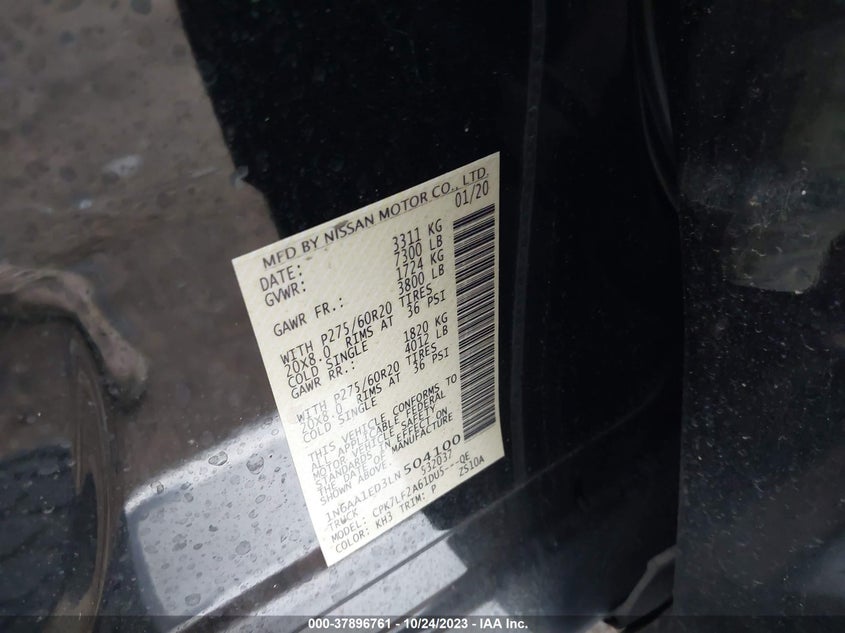 MFD BY NISSAN MOTOR CO., LTD.
DATE: 01/20
GVWR: 3311 KG
7300 LB
GAWR FR.: 1724 KG
3800 LB
WITH P275/60R20 TIRES
20X8.0 RIMS AT 36 PSI
COLD SINGLE
GAWR RR.: 1820 KG
4012 LB
WITH P275/60R20 TIRES
20X8.0 RIMS AT 36 PSI
COLD SINGLE
THIS VEHICLE CONFORMS TO
ALL APPLICABLE FEDERAL
MOTOR VEHICLE SAFETY
STANDARDS IN EFFECT ON
THE DATE OF MANUFACTURE
SHOWN ABOVE.
1N6AA1ED3LN504100
TRUCK 532037
MODEL: CPK7LF2A61DUS---QE
COLOR: KH3 TRIM: P ZS10A
000-37896761 - 10/24/2023 - IAA Inc.